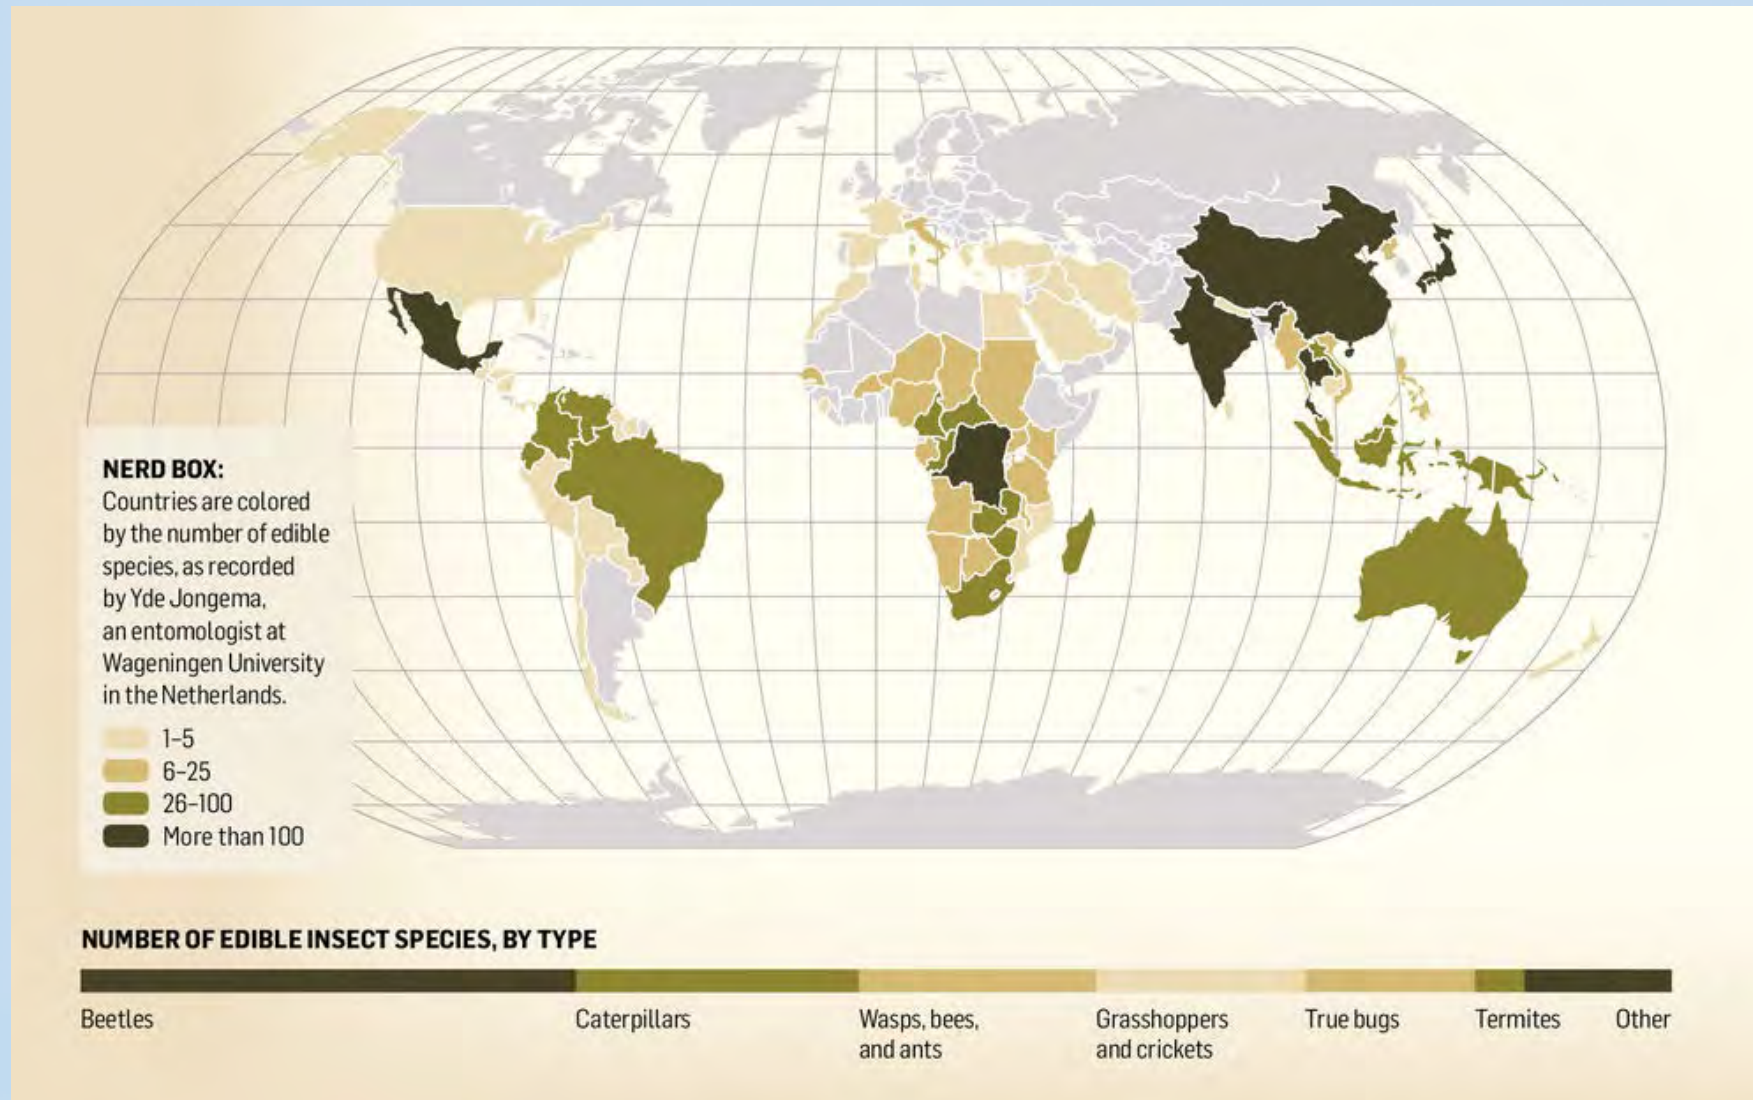 NERD BOX:
Countries are colored
by the number of edible
species, as recorded
by Yde Jongema,
an entomologist at
Wageningen University
in the Netherlands.
1–5
6–25
26–100
More than 100
NUMBER OF EDIBLE INSECT SPECIES, BY TYPE
Beetles
Caterpillars
Wasps, bees,
and ants
Grasshoppers
and crickets
True bugs
Termites
Other